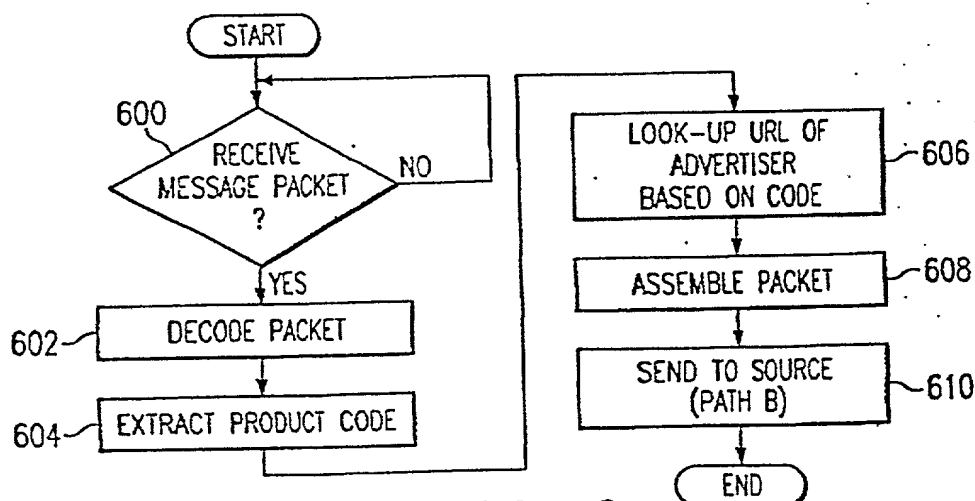 START
600
RECEIVE
MESSAGE PACKET
?
NO
YES
602
DECODE PACKET
604
EXTRACT PRODUCT CODE
LOOK-UP URL OF
ADVERTISER
BASED ON CODE
606
ASSEMBLE PACKET
608
SEND TO SOURCE
(PATH B)
610
END